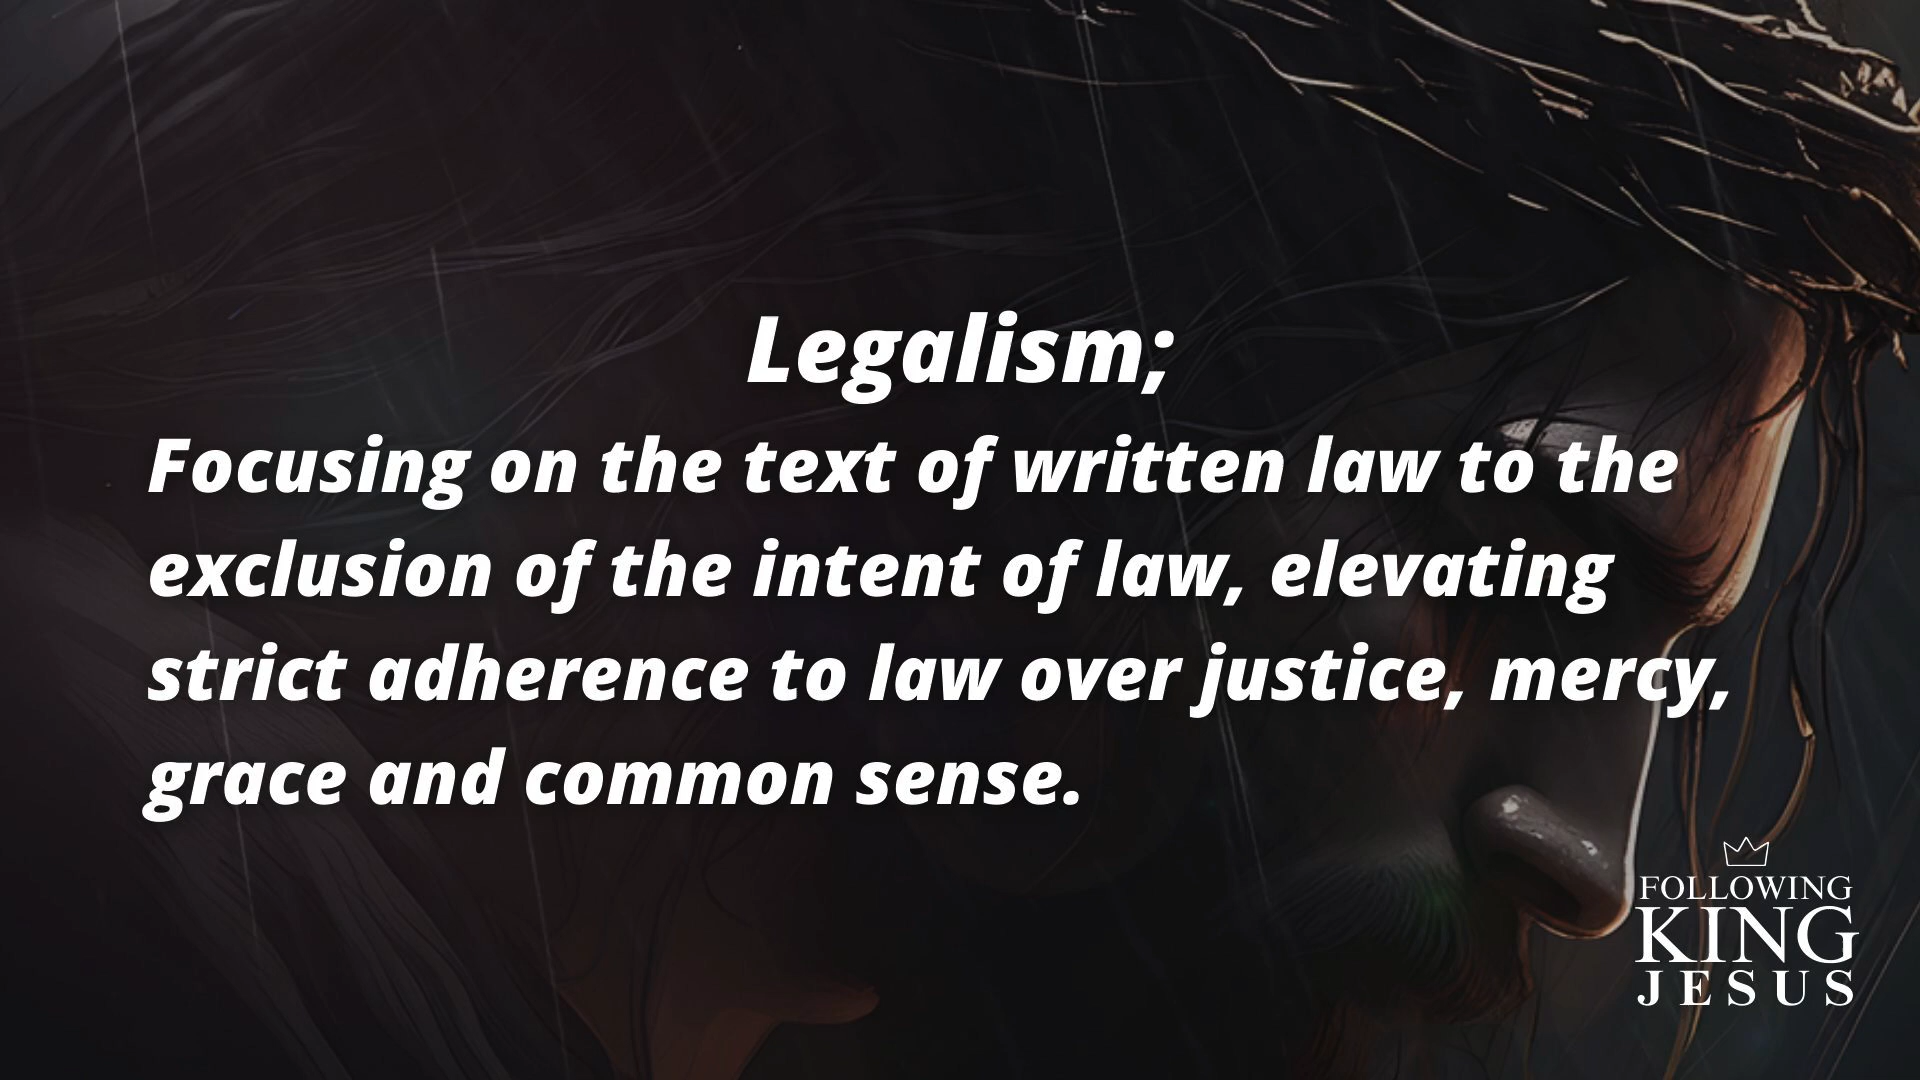 Legalism;
Focusing on the text of written law to the
exclusion of the intent of law, elevating
strict adherence to law over justice, mercy,
grace and common sense.
FOLLOWING
KING
JESUS